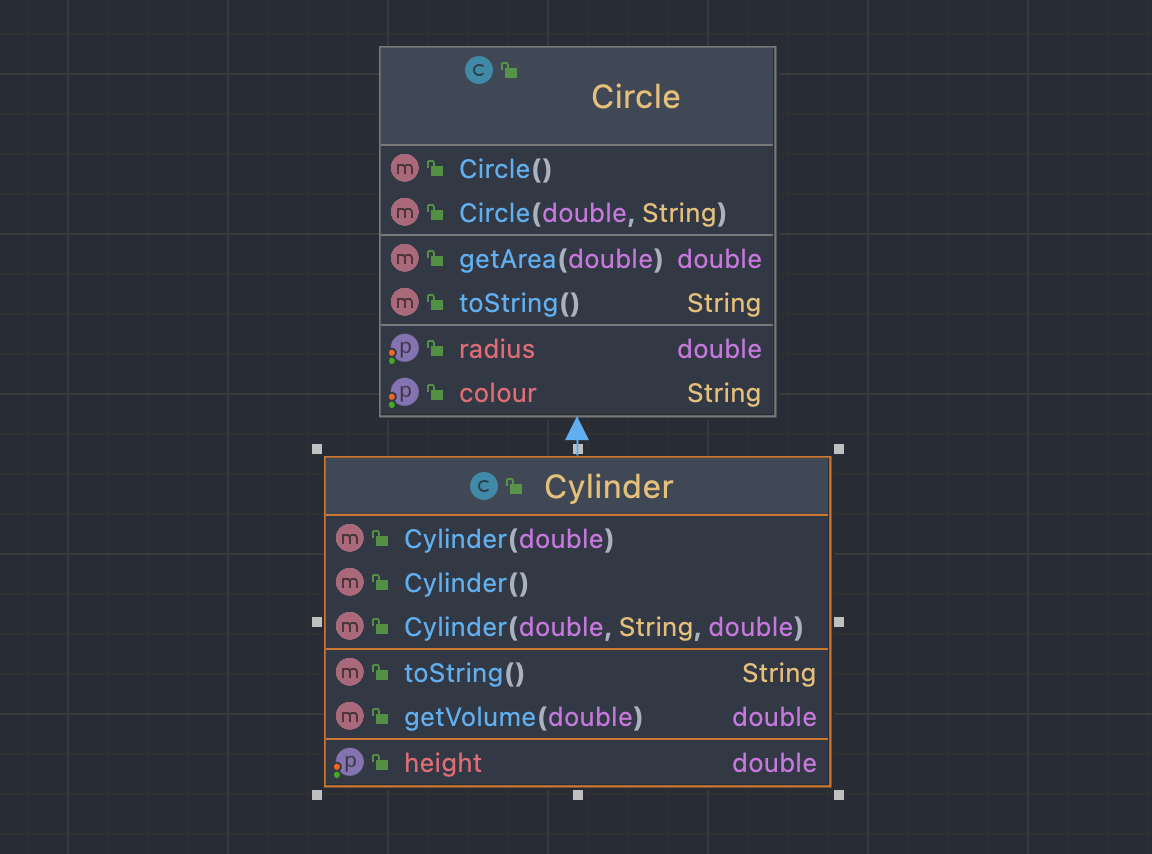 C Circle
m Circle()
m Circle(double, String)
m getArea(double) double
m toString() String
p radius double
p colour String
C Cylinder
m Cylinder(double)
m Cylinder()
m Cylinder(double, String, double)
m toString() String
m getVolume(double) double
p height double